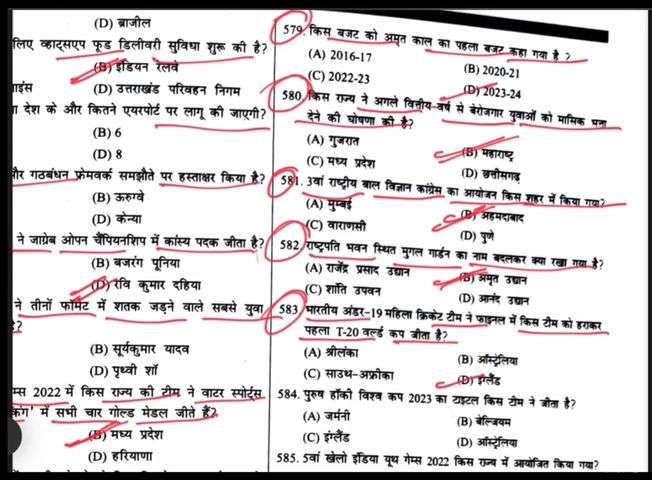 (D) ब्राजील
लिए व्हाट्सएप फूड डिलीवरी सुविधा शुरू की है?
(B) इंडियन रेलवे
(D) उत्तराखंड परिवहन निगम
देश के और कितने एयरपोर्ट पर लागू की जाएगी?
(B) 6
(D) 8
और गठबंधन फ्रेमवर्क समझौते पर हस्ताक्षर किया है?
(B) ऊरुग्वे
(D) केन्या
ने जाग्रेब ओपन चैंपियनशिप में कांस्य पदक जीता है?
(B) बजरंग पूनिया
(D) रवि कुमार दहिया
ने तीनों फॉर्मेट में शतक जड़ने वाले सबसे युवा
है?
(B) सूर्यकुमार यादव
(D) पृथ्वी शॉ
गेम्स 2022 में किस राज्य की टीम ने वाटर स्पोर्ट्स
में सभी चार गोल्ड मेडल जीते हैं?
(B) मध्य प्रदेश
(D) हरियाणा
579. किस बजट को अमृत काल का पहला बजट कहा गया है ?
(A) 2016-17
(B) 2020-21
(C) 2022-23
(D) 2023-24
580. किस राज्य ने अगले वित्तीय वर्ष से बेरोजगार युवाओं को मासिक भत्ता
देने की घोषणा की है?
(A) गुजरात
(B) महाराष्ट्र
(C) मध्य प्रदेश
(D) छत्तीसगढ़
581. 3वां राष्ट्रीय बाल विज्ञान कांग्रेस का आयोजन किस शहर में किया गया?
(A) मुम्बई
(B) अहमदाबाद
(C) वाराणसी
(D) पुणे
582. राष्ट्रपति भवन स्थित मुगल गार्डन का नाम बदलकर क्या रखा गया है?
(A) राजेंद्र प्रसाद उद्यान
(B) अमृत उद्यान
(C) शांति उपवन
(D) आनंद उद्यान
583. भारतीय अंडर-19 महिला क्रिकेट टीम ने फाइनल में किस टीम को हराकर
पहला T-20 वर्ल्ड कप जीता है?
(A) श्रीलंका
(B) ऑस्ट्रेलिया
(C) साउथ-अफ्रीका
(D) इंग्लैंड
584. पुरुष हॉकी विश्व कप 2023 का टाइटल किस टीम ने जीता है?
(A) जर्मनी
(B) बेल्जियम
(C) इंग्लैंड
(D) ऑस्ट्रेलिया
585. 5वां खेलो इंडिया यूथ गेम्स 2022 किस राज्य में आयोजित किया गया?